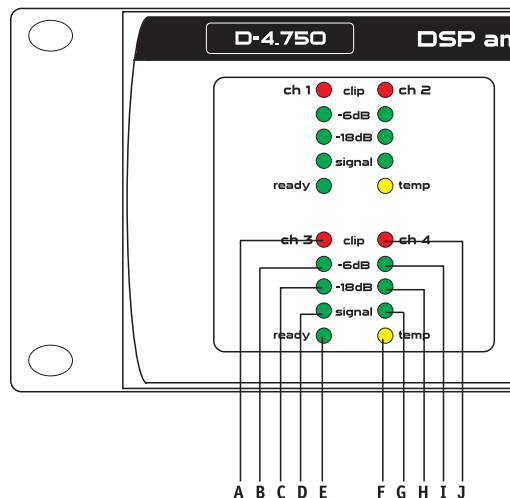 D-4.750 DSP an
ch 1 clip ch 2
-6dB
-18dB
signal
ready temp
ch 3 clip ch 4
-6dB
-18dB
signal
ready temp
A B C D E F G H I J